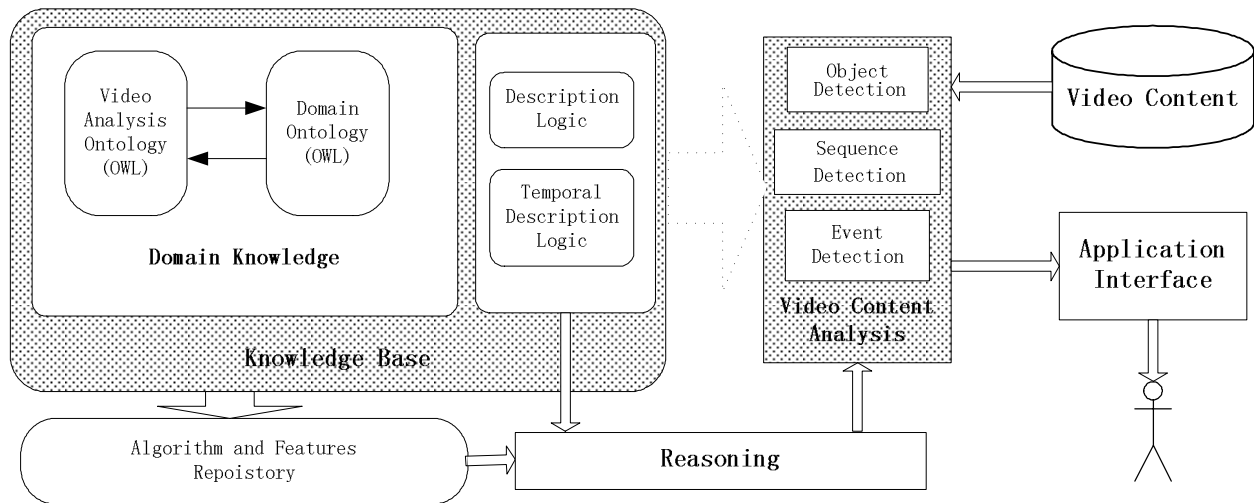 Video
Analysis
Ontology
(OWL)
Domain
Ontology
(OWL)
Domain Knowledge
Description
Logic
Temporal
Description
Logic
Knowledge Base
Object
Detection
Sequence
Detection
Event
Detection
Video Content
Analysis
Video Content
Application
Interface
Algorithm and Features
Repoistory
Reasoning